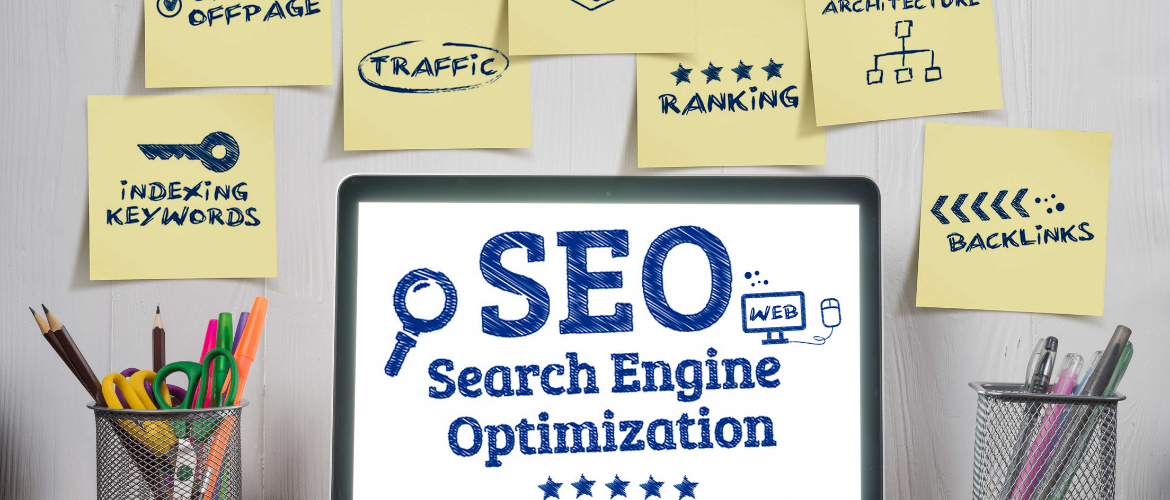 OFFPAGE
TRAFFiC
RANKiNG
ARCHiTECTURE
iNDEXiNG
KEYWORDS
BACKLiNKS
SEO
WEB
Search Engine
Optimization